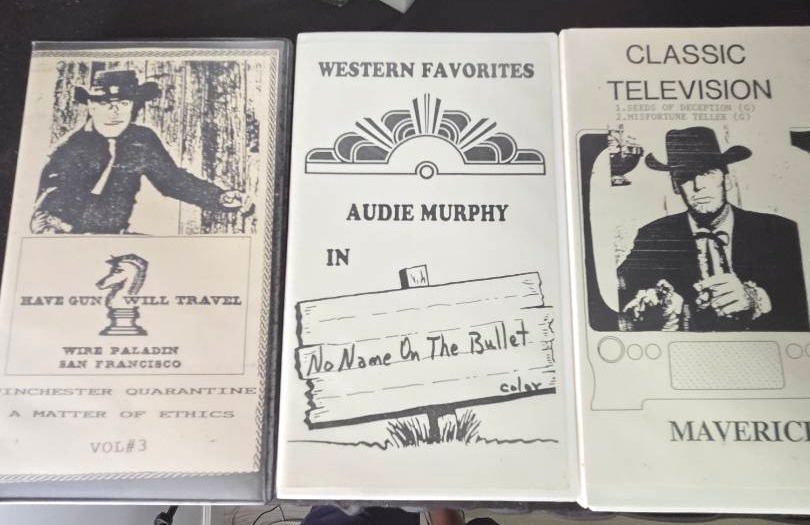 HAVE GUN WILL TRAVEL
WIRE PALADIN
SAN FRANCISCO
INCHESTER QUARANTINE
A MATTER OF ETHICS
VOL#3
WESTERN FAVORITES
AUDIE MURPHY
IN
No Name On The Bullet
color
CLASSIC
TELEVISION
1.SEEDS OF DECEPTION (G)
2.MISFORTUNE TELLER (G)
MAVERICK